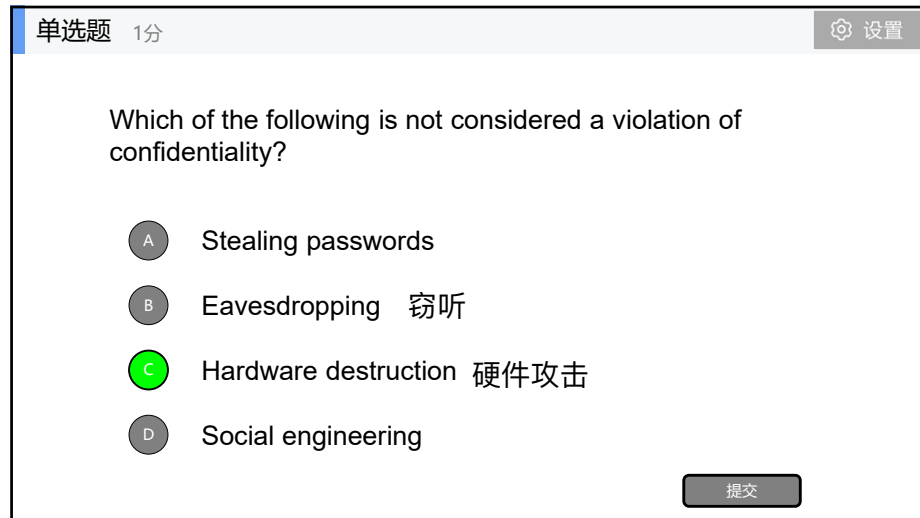 单选题 1分 设置
Which of the following is not considered a violation of
confidentiality?
A Stealing passwords
B Eavesdropping 窃听
C Hardware destruction 硬件攻击
D Social engineering
提交